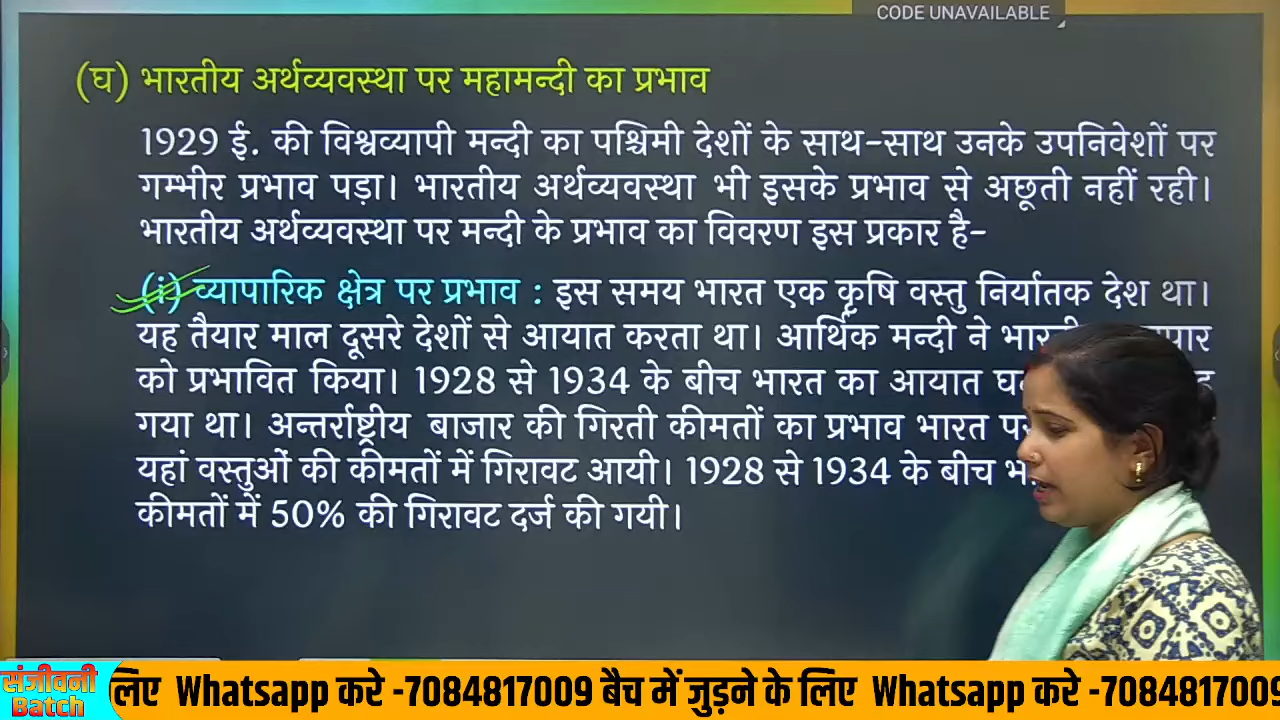 CODE UNAVAILABLE
(घ) भारतीय अर्थव्यवस्था पर महामन्दी का प्रभाव
1929 ई. की विश्वव्यापी मन्दी का पश्चिमी देशों के साथ-साथ उनके उपनिवेशों पर
गम्भीर प्रभाव पड़ा। भारतीय अर्थव्यवस्था भी इसके प्रभाव से अछूती नहीं रही।
भारतीय अर्थव्यवस्था पर मन्दी के प्रभाव का विवरण इस प्रकार है-
(i) व्यापारिक क्षेत्र पर प्रभाव : इस समय भारत एक कृषि वस्तु निर्यातक देश था।
यह तैयार माल दूसरे देशों से आयात करता था। आर्थिक मन्दी ने
को प्रभावित किया। 1928 से 1934 के बीच भारत का आयात
गया था। अन्तर्राष्ट्रीय बाजार की गिरती कीमतों का प्रभाव भारत
यहां वस्तुओं की कीमतों में गिरावट आयी। 1928 से 1934 के बीच
कीमतों में 50% की गिरावट दर्ज की गयी।
संजीवनी
Batch
लिए Whatsapp करे -7084817009 बैच में जुड़ने के लिए Whatsapp करे -7084817009